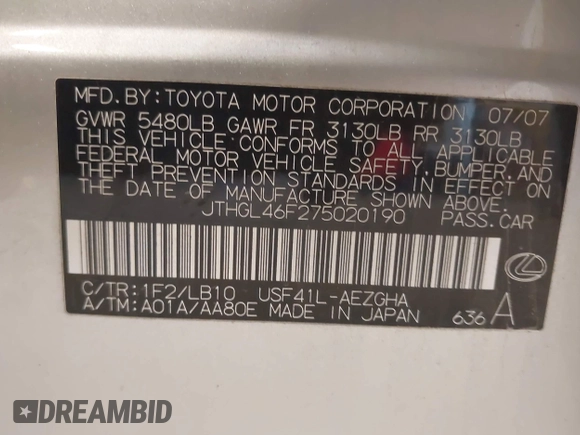 MFD. BY: TOYOTA MOTOR CORPORATION 07/07
GVWR 5480LB GAWR FR 3130LB RR 3130LB
THIS VEHICLE CONFORMS TO ALL APPLICABLE
FEDERAL MOTOR VEHICLE SAFETY, BUMPER, AND
THEFT PREVENTION STANDARDS IN EFFECT ON
THE DATE OF MANUFACTURE SHOWN ABOVE.
JTHGL46F275020190 PASS. CAR
C/TR: 1F2/LB10 USF41L-AEZGHA
A/TM: A01A/AA80E MADE IN JAPAN 636 A
DREAMBID